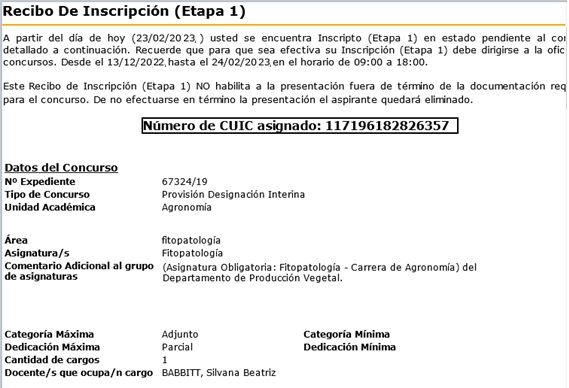 Recibo De Inscripción (Etapa 1)
A partir del día de hoy (23/02/2023, ) usted se encuentra Inscripto (Etapa 1) en estado pendiente al
detallado a continuación. Recuerde que para que sea efectiva su Inscripción (Etapa 1) debe dirigirse a la
concursos. Desde el 13/12/2022, hasta el 24/02/2023, en el horario de 09:00 a 18:00.
Este Recibo de Inscripción (Etapa 1) NO habilita a la presentación fuera de término de la documentación
para el concurso. De no efectuarse en término la presentación el aspirante quedará eliminado.
Número de CUIC asignado: 117196182826357
Datos del Concurso
Nº Expediente 67324/19
Tipo de Concurso Provisión Designación Interina
Unidad Académica Agronomía
Área fitopatología
Asignatura/s Fitopatología
Comentario Adicional al grupo de asignaturas (Asignatura Obligatoria: Fitopatología - Carrera de Agronomía) del
Departamento de Producción Vegetal.
Categoría Máxima Adjunto Categoría Mínima
Dedicación Máxima Parcial Dedicación Mínima
Cantidad de cargos 1
Docente/s que ocupa/n cargo BABBITT, Silvana Beatriz